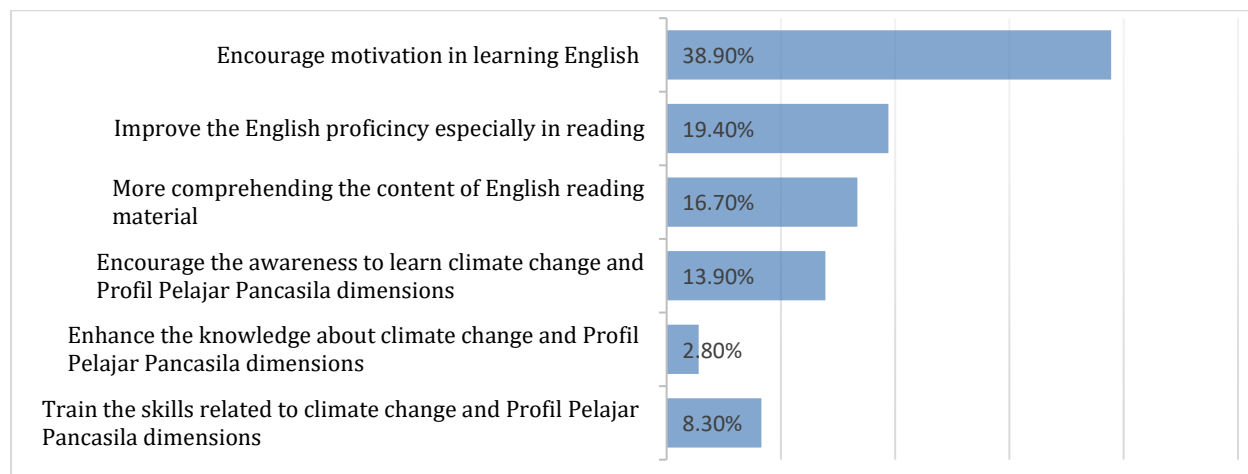 Encourage motivation in learning English
38.90%
Improve the English proficincy especially in reading
19.40%
More comprehending the content of English reading
material
16.70%
Encourage the awareness to learn climate change and
Profil Pelajar Pancasila dimensions
13.90%
Enhance the knowledge about climate change and Profil
Pelajar Pancasila dimensions
2.80%
Train the skills related to climate change and Profil Pelajar
Pancasila dimensions
8.30%